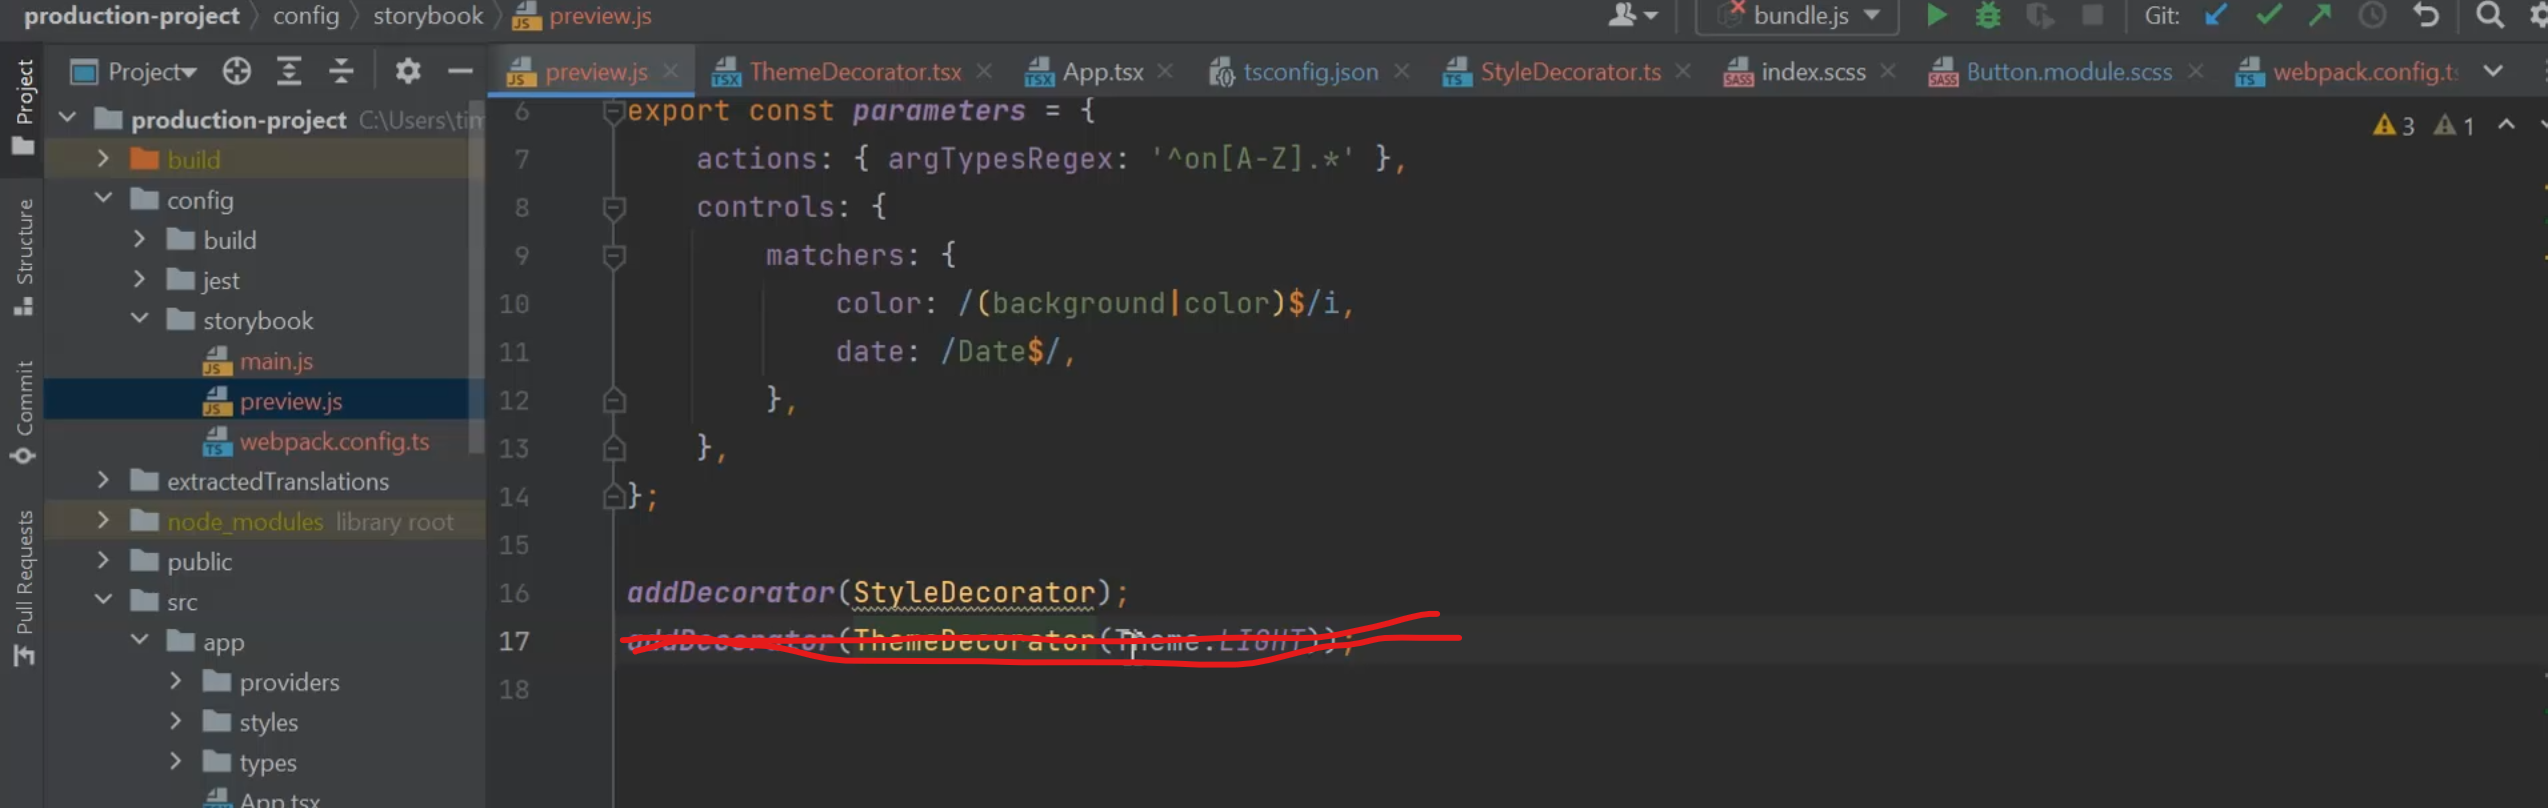 production-project config storybook preview.js bundle.js Git:
Project preview.js ThemeDecorator.tsx App.tsx tsconfig.json StyleDecorator.ts index.scss Button.module.scss webpack.config.t
Project
Structure
Commit
Pull Requests
production-project C:\Users\tim
build
config
build
jest
storybook
main.js
preview.js
webpack.config.ts
extractedTranslations
node_modules library root
public
src
app
providers
styles
types
App.tsx
3 1
6 export const parameters = {
7 actions: { argTypesRegex: '^on[A-Z].*' },
8 controls: {
9 matchers: {
10 color: /(background|color)$/i,
11 date: /Date$/,
12 },
13 },
14 };
15
16 addDecorator(StyleDecorator);
17 addDecorator(ThemeDecorator(Theme.LIGHT));
18